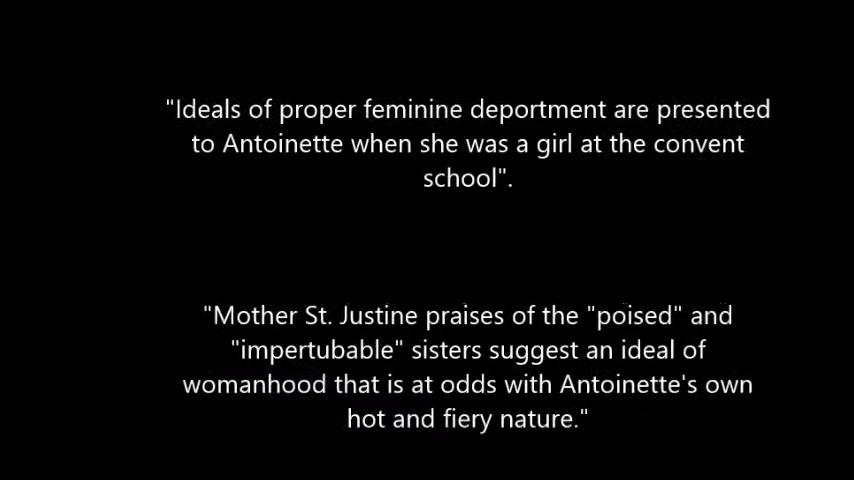 "Ideals of proper feminine deportment are presented
to Antoinette when she was a girl at the convent
school".
"Mother St. Justine praises of the "poised" and
"impertubable" sisters suggest an ideal of
womanhood that is at odds with Antoinette's own
hot and fiery nature."